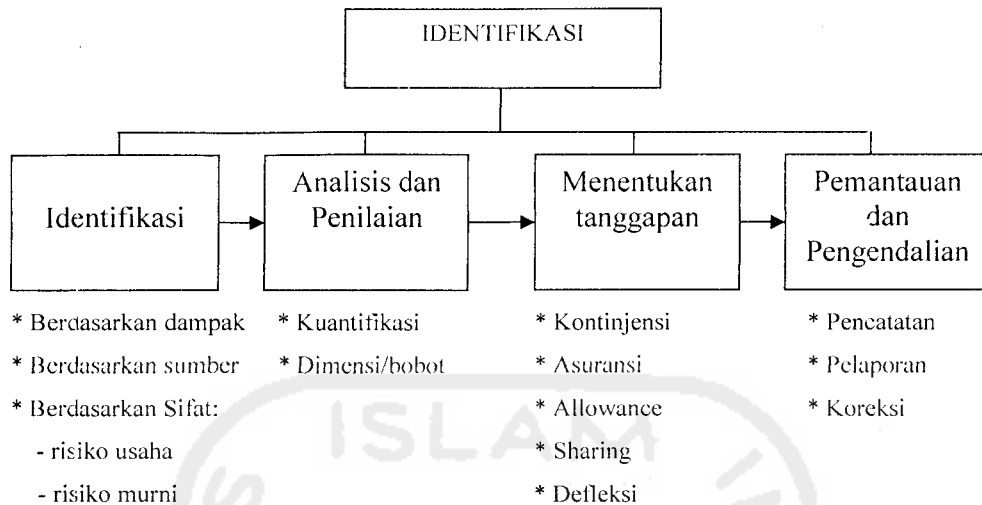 IDENTIFIKASI
Identifikasi
Analisis dan
Penilaian
Menentukan
tanggapan
Pemantauan
dan
Pengendalian
* Berdasarkan dampak
* Berdasarkan sumber
* Berdasarkan Sifat:
- risiko usaha
- risiko murni
* Kuantifikasi
* Dimensi/bobot
* Kontinjensi
* Asuransi
* Allowance
* Sharing
* Defleksi
* Pencatatan
* Pelaporan
* Koreksi
ISLAM